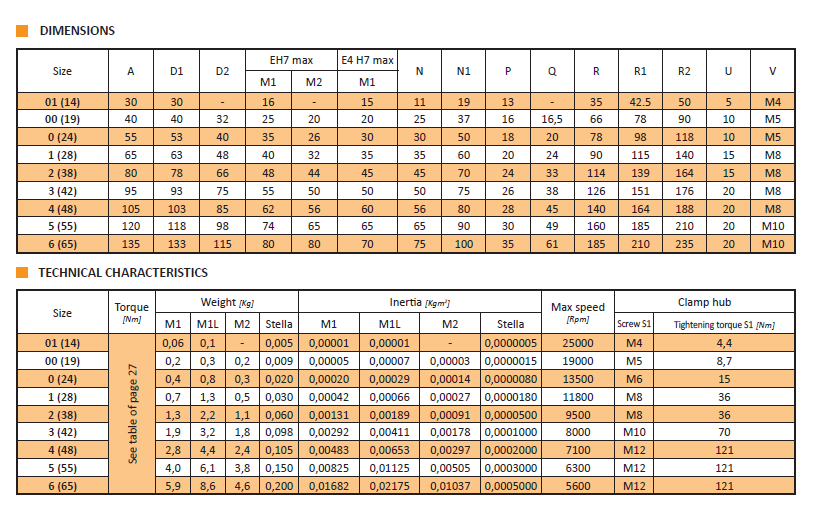 DIMENSIONS
Size A D1 D2 EH7 max E4 H7 max N N1 P Q R R1 R2 U V
M1 M2 M1
01 (14) 30 30 - 16 - 15 11 19 13 - 35 42.5 50 5 M4
00 (19) 40 40 32 25 20 20 25 37 16 16,5 66 78 90 10 M5
0 (24) 55 53 40 35 26 30 30 50 18 20 78 98 118 10 M5
1 (28) 65 63 48 40 32 35 35 60 20 24 90 115 140 15 M8
2 (38) 80 78 66 48 44 45 45 70 24 33 114 139 164 15 M8
3 (42) 95 93 75 55 50 50 50 75 26 38 126 151 176 20 M8
4 (48) 105 103 85 62 56 60 56 80 28 45 140 164 188 20 M8
5 (55) 120 118 98 74 65 65 65 90 30 49 160 185 210 20 M10
6 (65) 135 133 115 80 80 70 75 100 35 61 185 210 235 20 M10
TECHNICAL CHARACTERISTICS
Size Torque [Nm] Weight [Kg] Inertia [Kgm²] Max speed [Rpm] Clamp hub
M1 M1L M2 Stella M1 M1L M2 Stella Screw S1 Tightening torque S1 [Nm]
See table of page 27
01 (14) 0,06 0,1 - 0,005 0,00001 0,00001 - 0,0000005 25000 M4 4,4
00 (19) 0,2 0,3 0,2 0,009 0,00005 0,00007 0,00003 0,0000015 19000 M5 8,7
0 (24) 0,4 0,8 0,3 0,020 0,00020 0,00029 0,00014 0,0000080 13500 M6 15
1 (28) 0,7 1,3 0,5 0,030 0,00042 0,00066 0,00027 0,0000180 11800 M8 36
2 (38) 1,3 2,2 1,1 0,060 0,00131 0,00189 0,00091 0,0000500 9500 M8 36
3 (42) 1,9 3,2 1,8 0,098 0,00292 0,00411 0,00178 0,0001000 8000 M10 70
4 (48) 2,8 4,4 2,4 0,105 0,00483 0,00653 0,00297 0,0002000 7100 M12 121
5 (55) 4,0 6,1 3,8 0,150 0,00825 0,01125 0,00505 0,0003000 6300 M12 121
6 (65) 5,9 8,6 4,6 0,200 0,01682 0,02175 0,01037 0,0005000 5600 M12 121